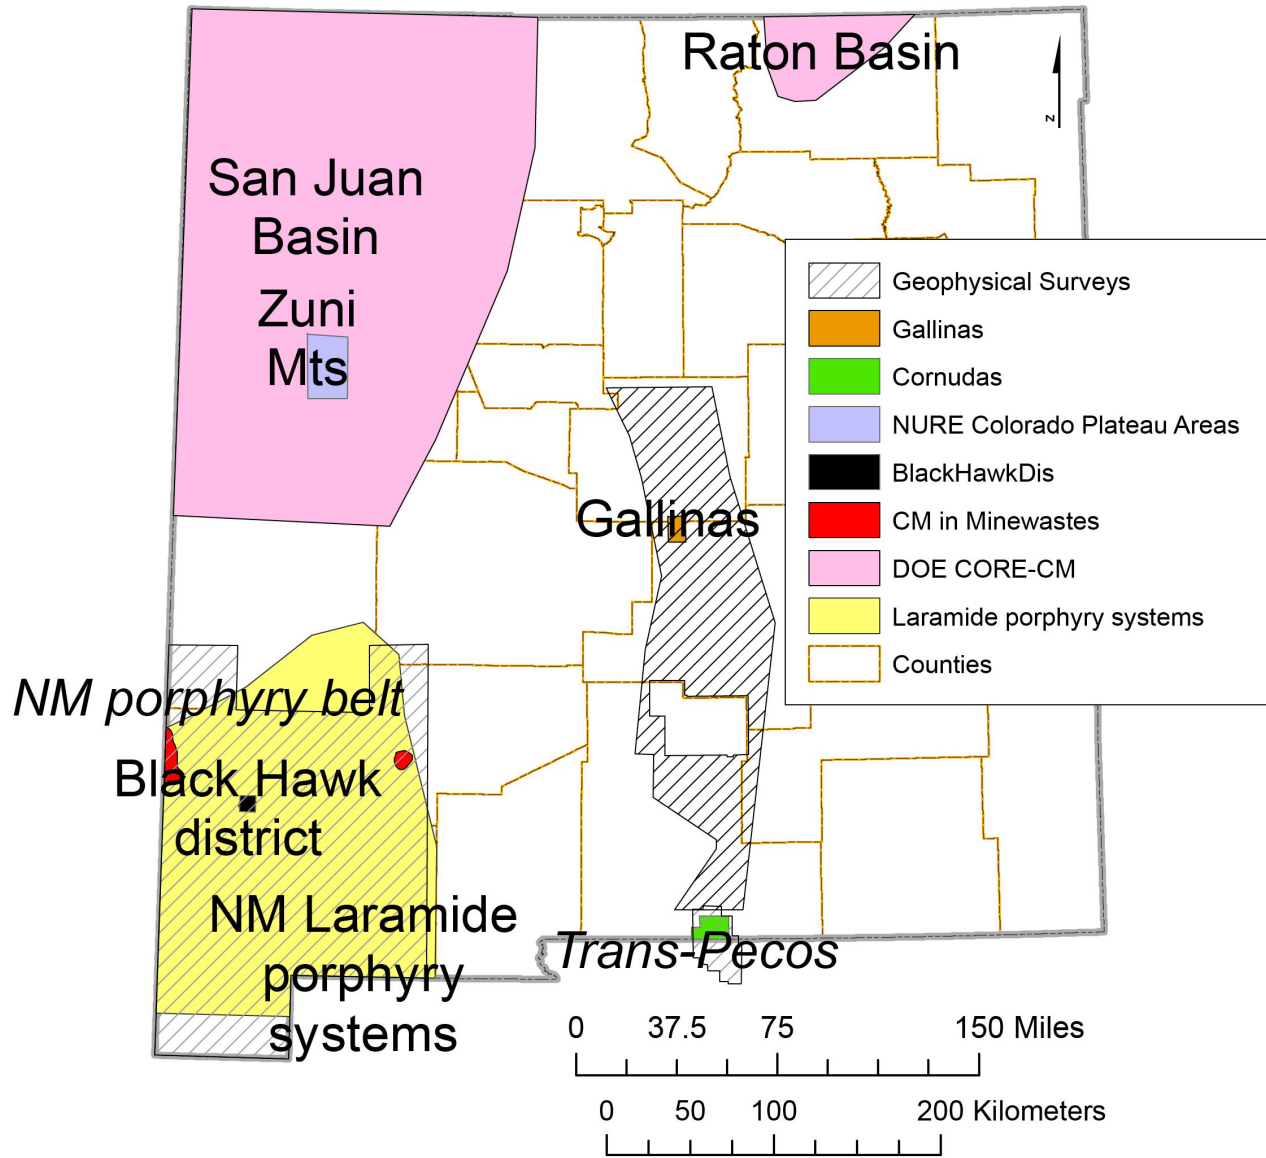 Raton Basin
San Juan
Basin
Zuni
Mts
z
Geophysical Surveys
Gallinas
Cornudas
NURE Colorado Plateau Areas
BlackHawkDis
CM in Minewastes
DOE CORE-CM
Laramide porphyry systems
Counties
Gallinas
NM porphyry belt
Black Hawk
district
NM Laramide
porphyry
systems
Trans-Pecos
0 37.5 75 150 Miles
0 50 100 200 Kilometers